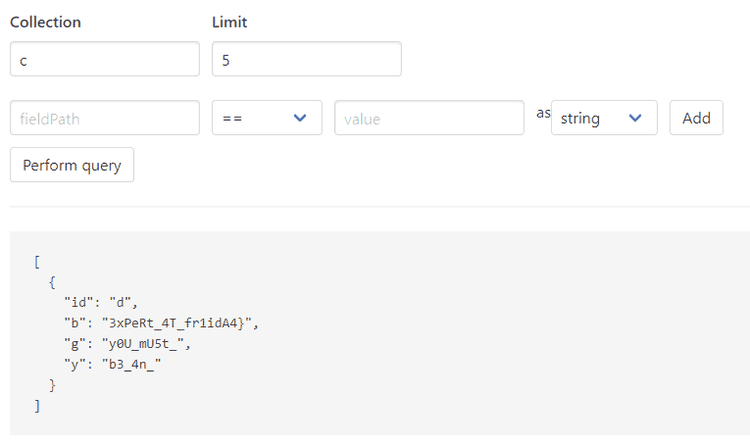 Collection Limit
c 5
fieldPath == value as string Add
Perform query
[
  {
    "id": "d",
    "b": "3xPeRt_4T_fr1idA4}",
    "g": "y0U_mU5t_",
    "y": "b3_4n_"
  }
]